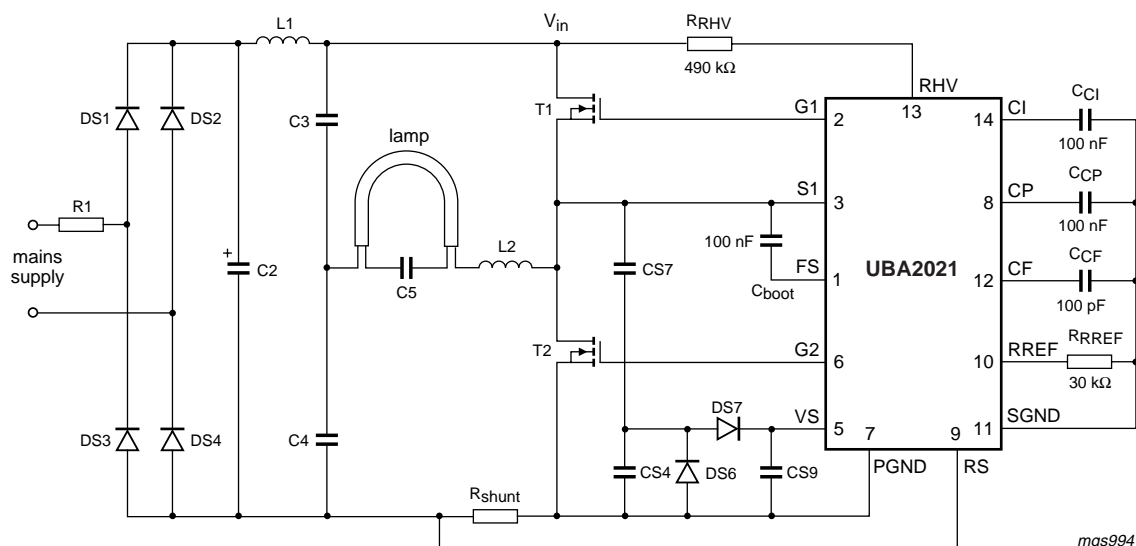 L1
Vin
RRHV
490 kΩ
RHV
13
DS1
DS2
C3
T1
G1
2
14
CI
CCI
100 nF
lamp
R1
mains
supply
S1
3
8
CP
CCP
100 nF
L2
100 nF
UBA2021
C2
+
C5
CS7
FS
1
Cboot
12
CF
CCF
100 pF
T2
G2
6
10
RREF
RRREF
30 kΩ
DS3
DS4
C4
DS7
VS
5
7
9
11
SGND
CS4
DS6
CS9
PGND
RS
Rshunt
mgs994